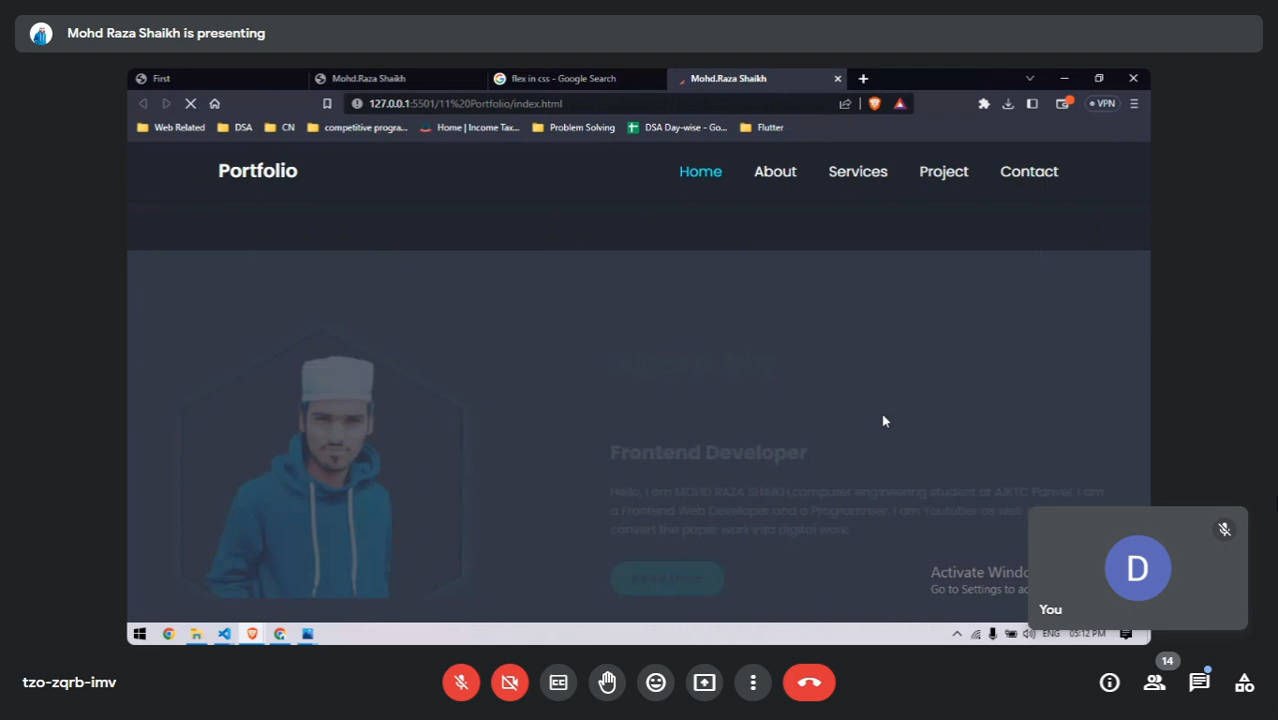 Mohd Raza Shaikh is presenting
First
Mohd.Raza Shaikh
flex in css - Google Search
Mohd.Raza Shaikh
127.0.0.1:5501/11%20Portfolio/index.html
VPN
Web Related
DSA
CN
competitive progra...
Home | Income Tax...
Problem Solving
DSA Day-wise - Go...
Flutter
Portfolio
Home
About
Services
Project
Contact
Frontend Developer
Hello, I am MOHD RAZA SHAIKH,computer engineering student at AIKTC Panvel. I am
a Frontend Web Developer and a Programmer. I am Youtuber as well.
convert the paper work into digital work.
Read More
Activate Windo
Go to Settings to ac
D
You
ENG
05:12 PM
tzo-zqrb-imv
CC
14